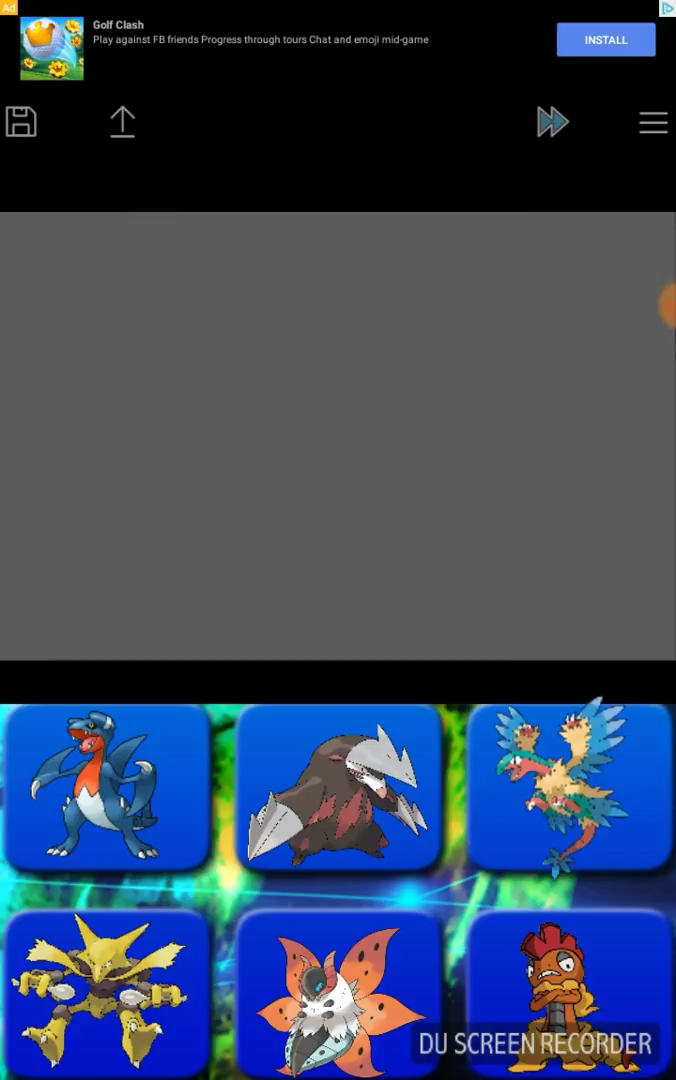 Ad
Golf Clash
Play against FB friends Progress through tours Chat and emoji mid-game
INSTALL
DU SCREEN RECORDER